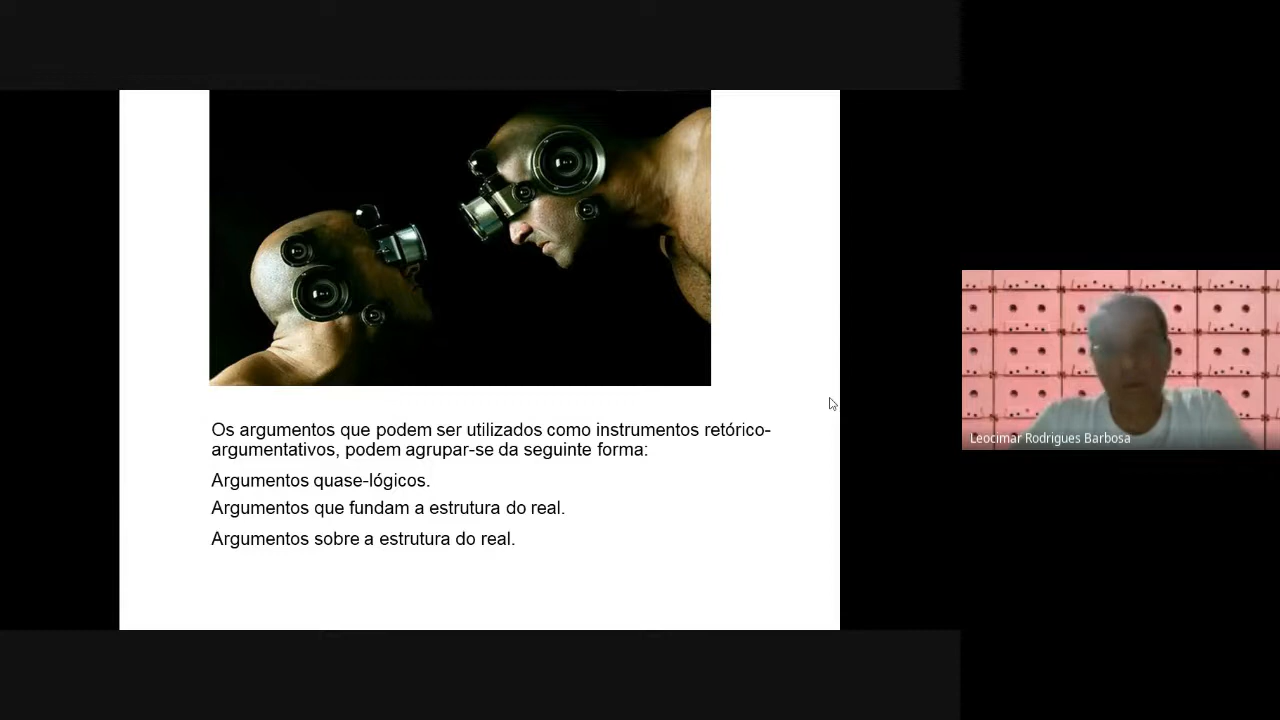 Os argumentos que podem ser utilizados como instrumentos retórico-
argumentativos, podem agrupar-se da seguinte forma:
Argumentos quase-lógicos.
Argumentos que fundam a estrutura do real.
Argumentos sobre a estrutura do real.
Leocimar Rodrigues Barbosa